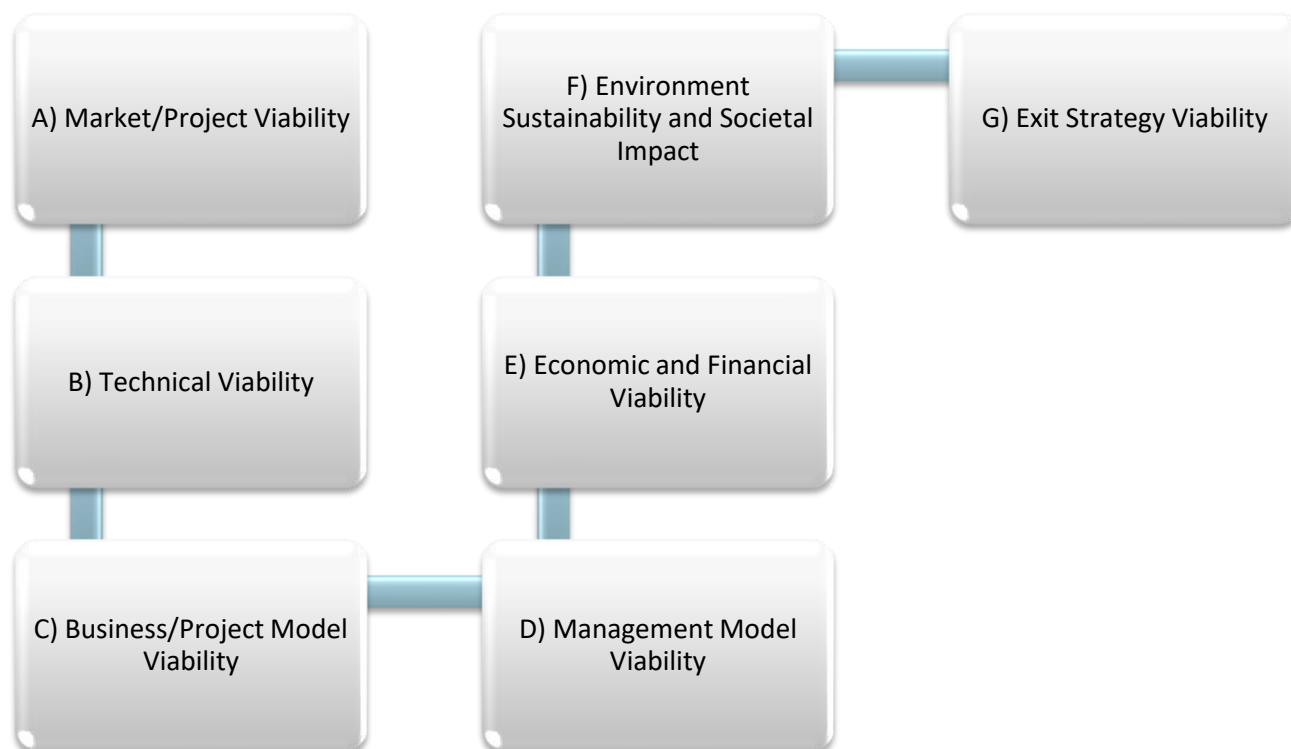 A) Market/Project Viability
B) Technical Viability
C) Business/Project Model
Viability
D) Management Model
Viability
E) Economic and Financial
Viability
F) Environment
Sustainability and Societal
Impact
G) Exit Strategy Viability